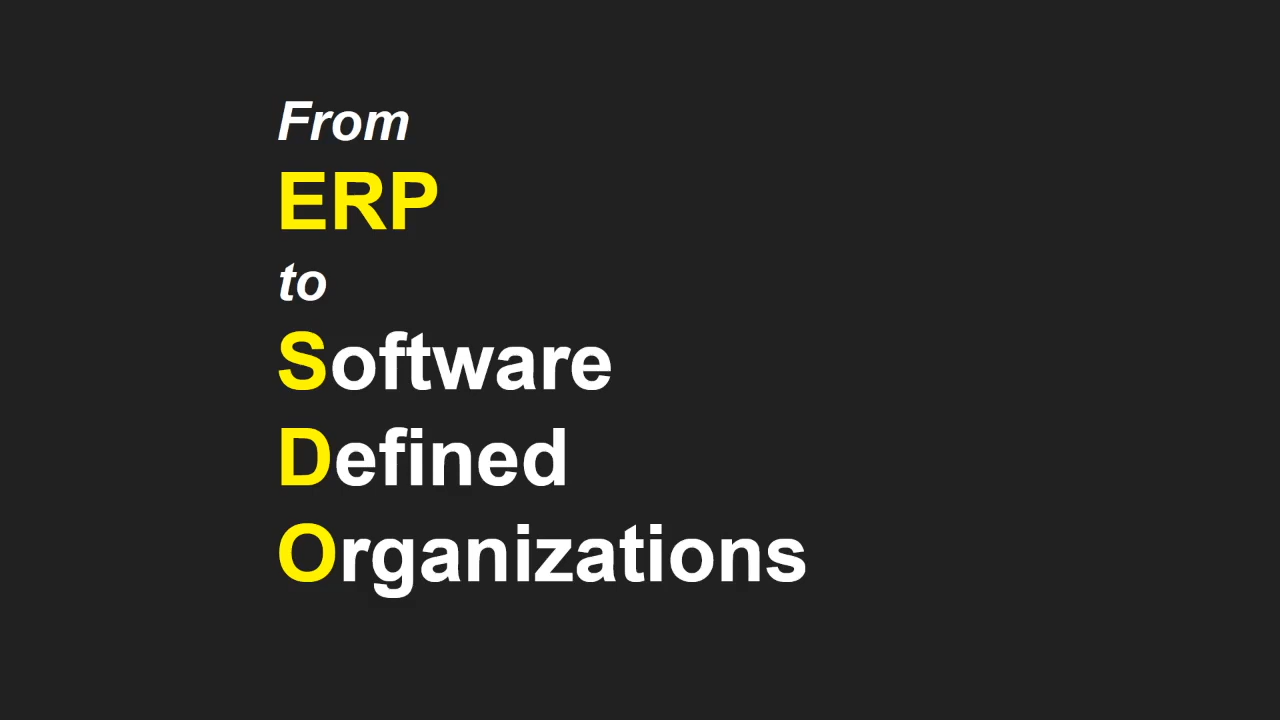 From
ERP
to
Software
Defined
Organizations